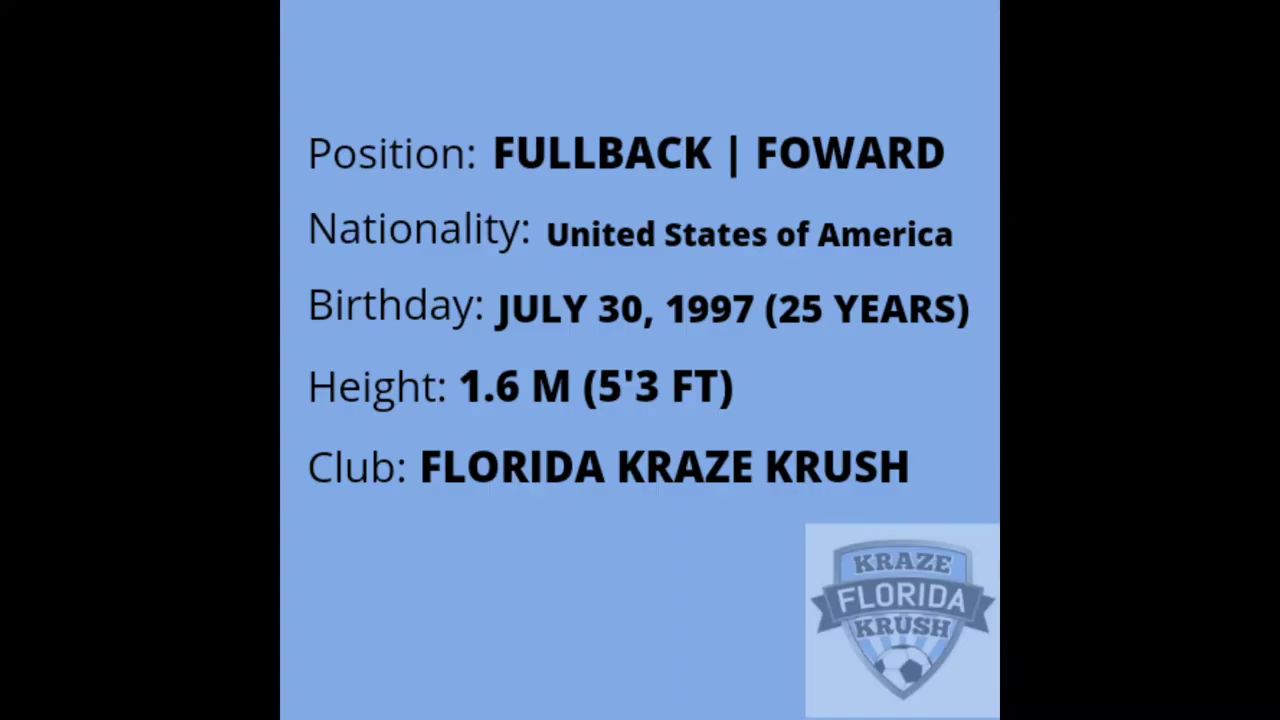 Position: FULLBACK | FOWARD
Nationality: United States of America
Birthday: JULY 30, 1997 (25 YEARS)
Height: 1.6 M (5'3 FT)
Club: FLORIDA KRAZE KRUSH
KRAZE
FLORIDA
KRUSH